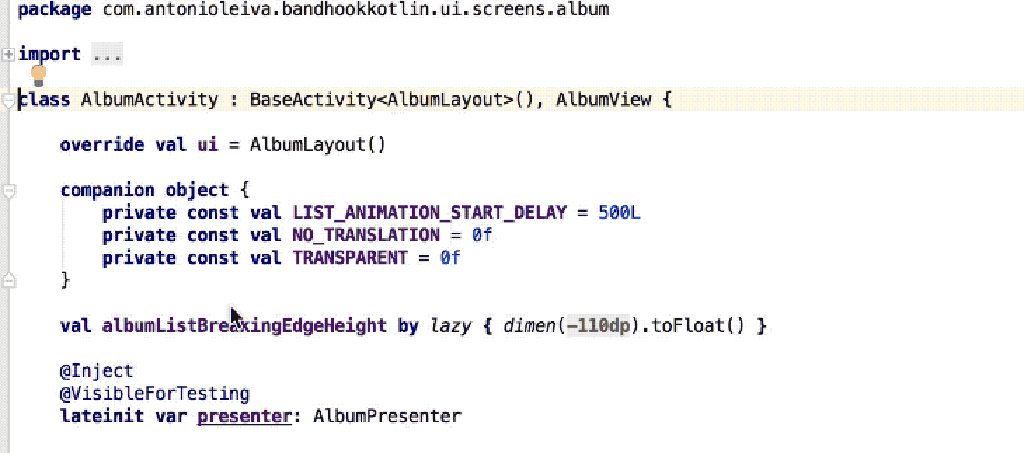 package com.antonioleiva.bandhookkotlin.ui.screens.album
import ...
class AlbumActivity : BaseActivity<AlbumLayout>(), AlbumView {
override val ui = AlbumLayout()
companion object {
private const val LIST_ANIMATION_START_DELAY = 500L
private const val NO_TRANSLATION = 0f
private const val TRANSPARENT = 0f
}
val albumListBreakingEdgeHeight by lazy { dimen(-110dp).toFloat() }
@Inject
@VisibleForTesting
lateinit var presenter: AlbumPresenter